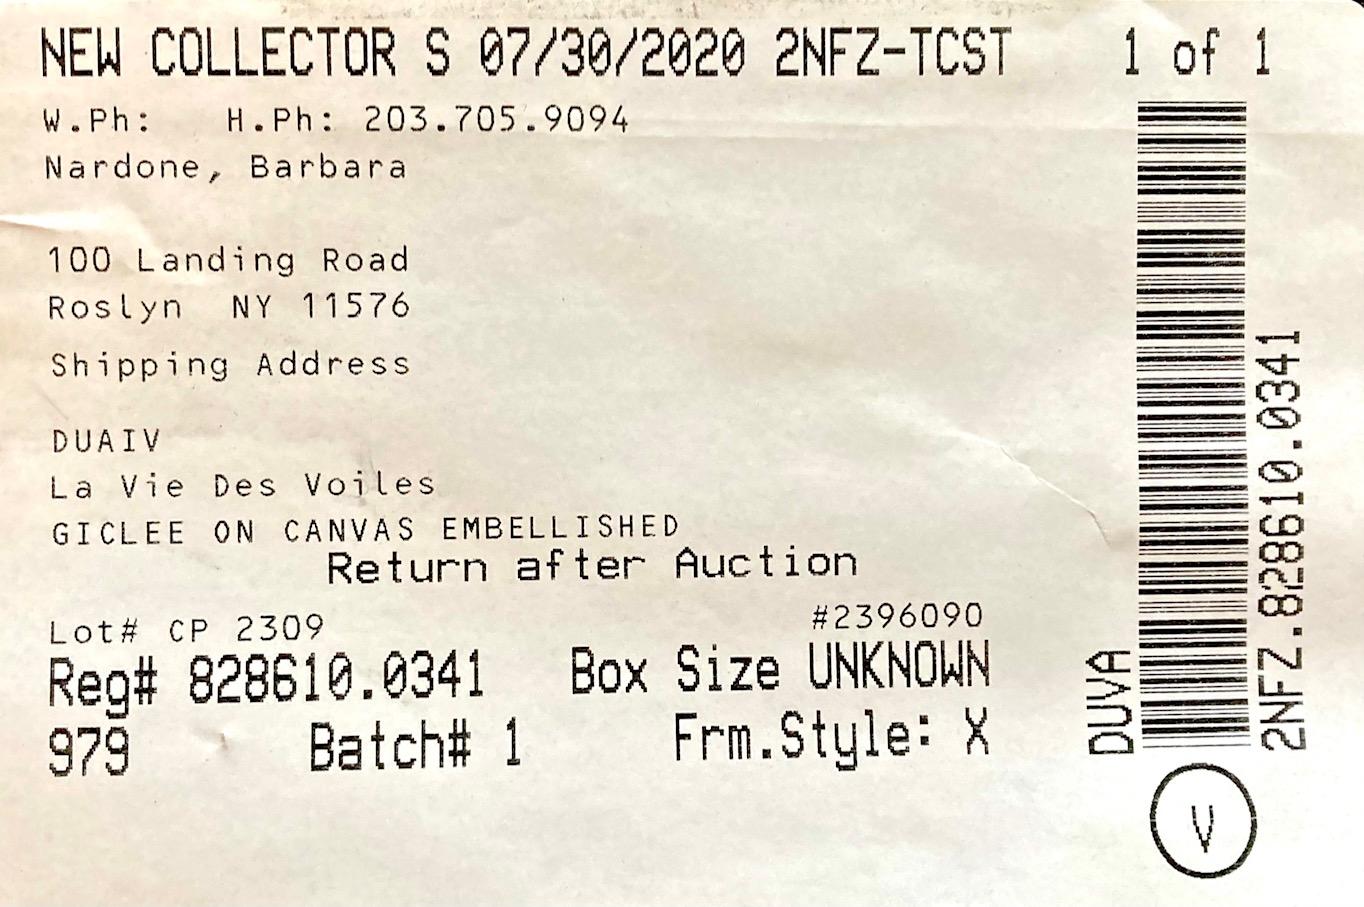 NEW COLLECTOR S 07/30/2020 2NFZ-TCST 1 of 1
W.Ph: H.Ph: 203.705.9094
Nardone, Barbara
100 Landing Road
Roslyn NY 11576
Shipping Address
DUAIV
La Vie Des Voiles
GICLEE ON CANVAS EMBELLISHED
Return after Auction
Lot# CP 2309 #2396090
Reg# 828610.0341 Box Size UNKNOWN
979 Batch# 1 Frm.Style: X
DUVA
2NFZ.828610.0341
V